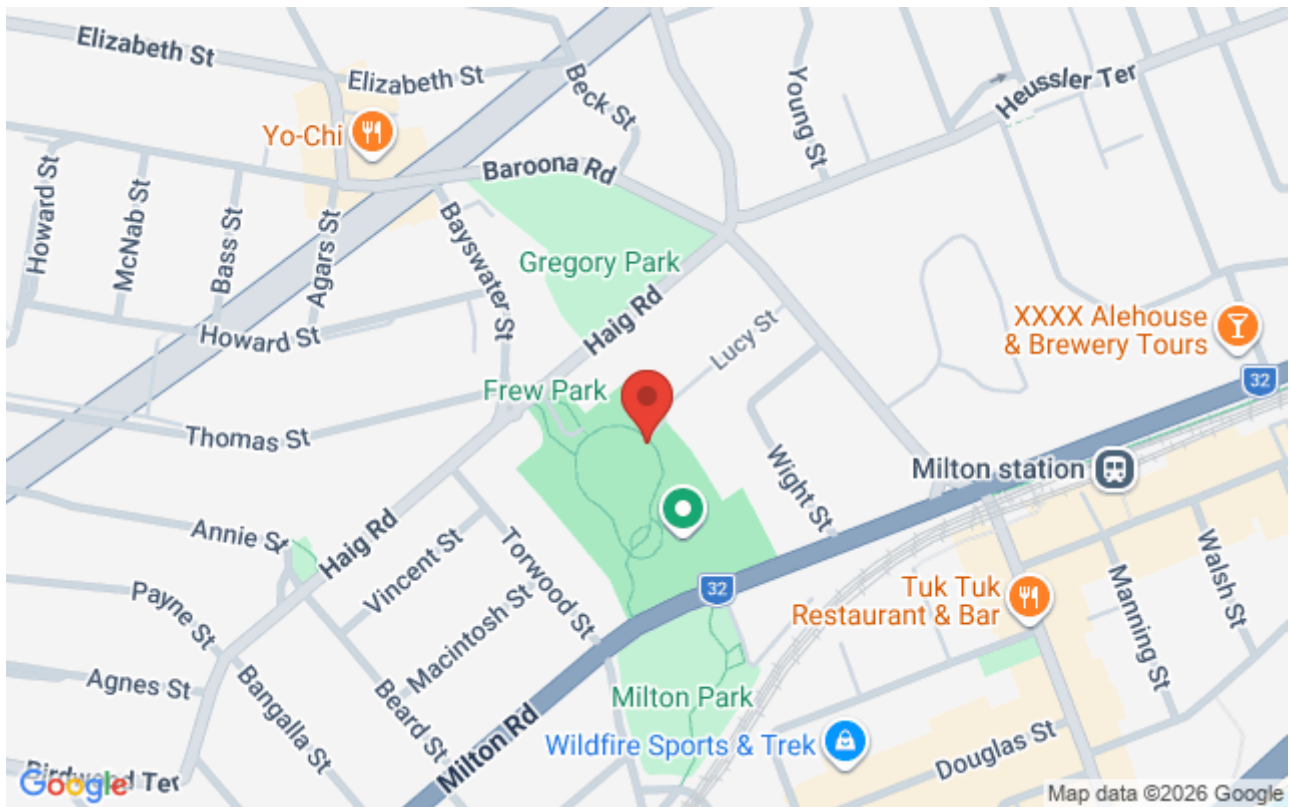 Elizabeth St
Elizabeth St
Beck St
Young St
Heussler Ter
Yo-Chi
Baroona Rd
Howard St
McNab St
Bass St
Agars St
Bayswater St
Gregory Park
Howard St
Haig Rd
Lucy St
XXXX Alehouse
& Brewery Tours
32
Frew Park
Thomas St
Milton station
Wight St
Annie St
Haig Rd
Vincent St
Torwood St
32
Tuk Tuk
Restaurant & Bar
Manning St
Walsh St
Payne St
Macintosh St
Agnes St
Bangalla St
Beard St
Milton Park
Milton Rd
Wildfire Sports & Trek
Douglas St
Birdwood Ter
Google
Map data ©2026 Google